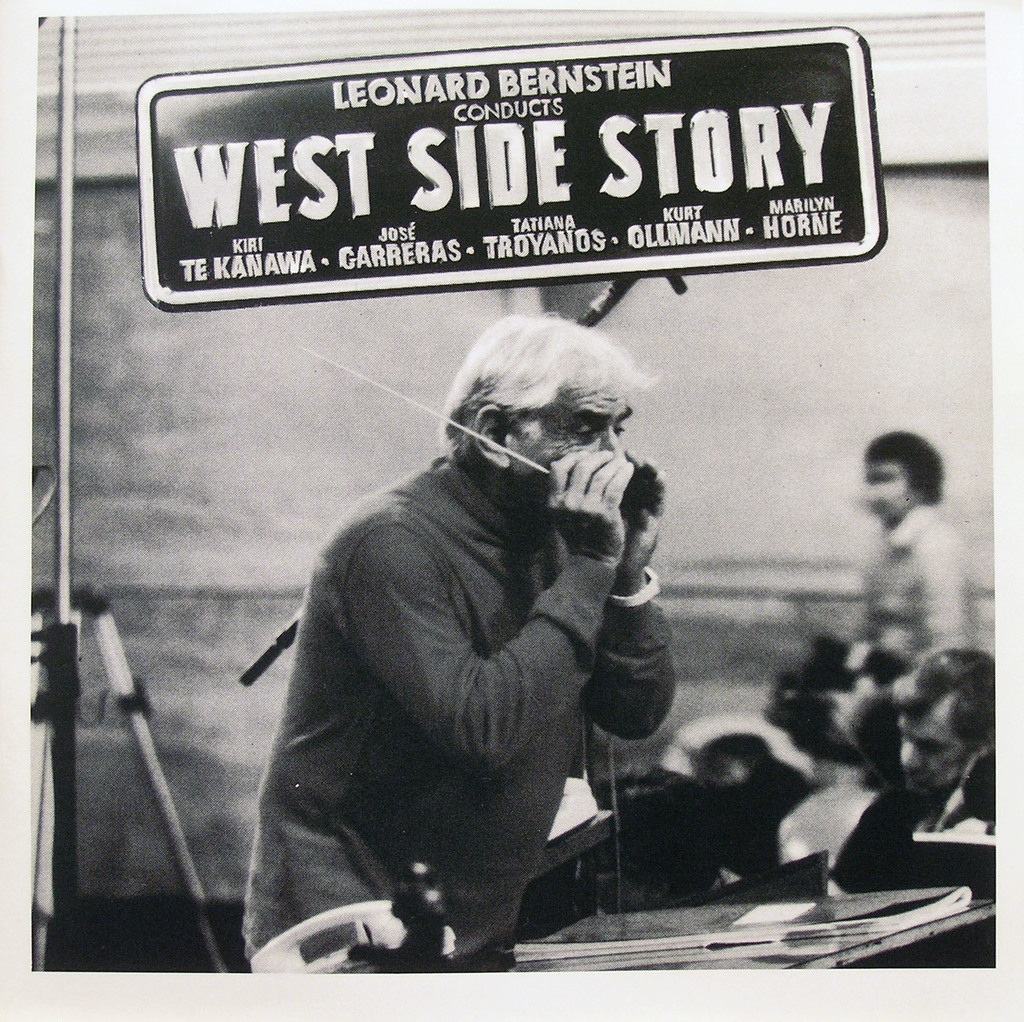 LEONARD BERNSTEIN
CONDUCTS
WEST SIDE STORY
KIRI TE KANAWA · JOSÉ CARRERAS · TATIANA TROYANOS · KURT OLLMANN · MARILYN HORNE